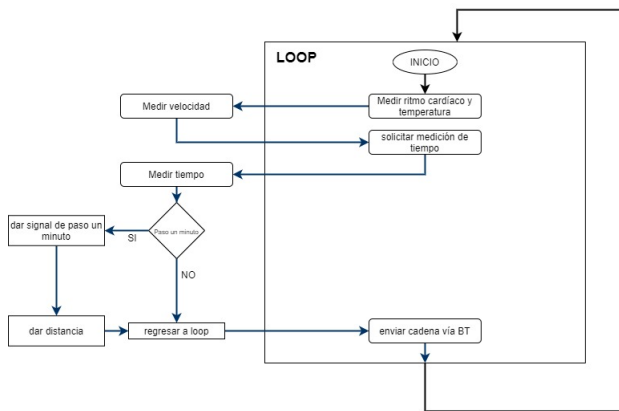 LOOP
INICIO
Medir ritmo cardíaco y
temperatura
Medir velocidad
solicitar medición de
tiempo
Medir tiempo
Paso un minuto
SI
dar signal de paso un
minuto
NO
dar distancia
regresar a loop
enviar cadena vía BT